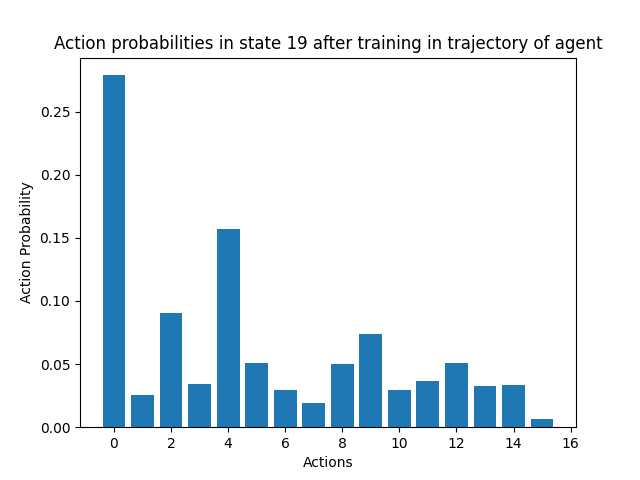 Action probabilities in state 19 after training in trajectory of agent
0.25
0.20
0.15
0.10
0.05
0.00
Action Probability
0 2 4 6 8 10 12 14 16
Actions